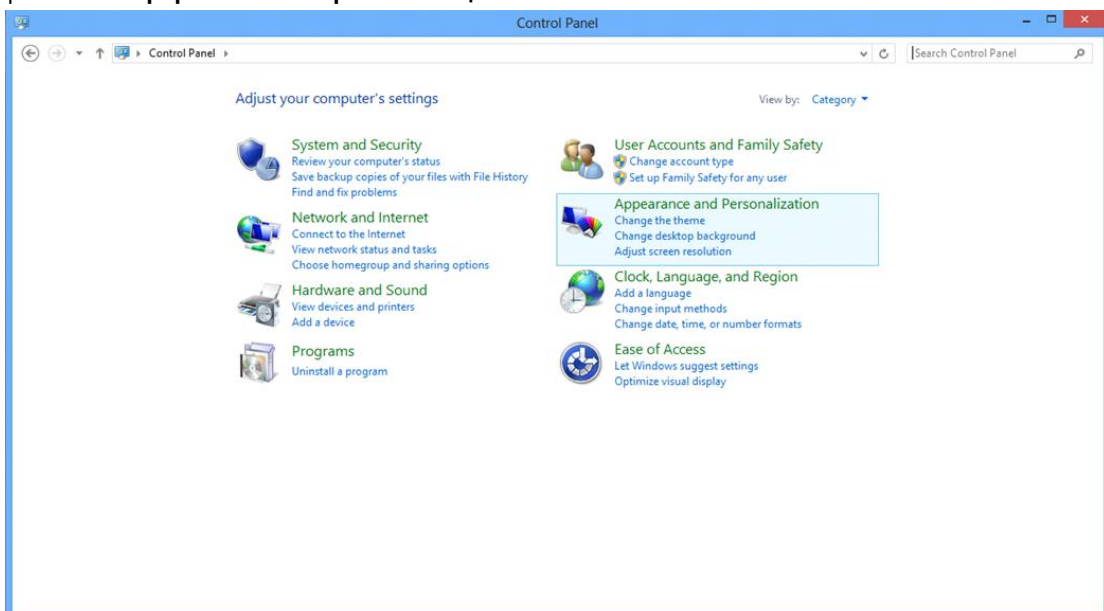 Control Panel
Control Panel
Search Control Panel
Adjust your computer's settings
View by: Category
System and Security
Review your computer's status
Save backup copies of your files with File History
Find and fix problems
Network and Internet
Connect to the Internet
View network status and tasks
Choose homegroup and sharing options
Hardware and Sound
View devices and printers
Add a device
Programs
Uninstall a program
User Accounts and Family Safety
Change account type
Set up Family Safety for any user
Appearance and Personalization
Change the theme
Change desktop background
Adjust screen resolution
Clock, Language, and Region
Add a language
Change input methods
Change date, time, or number formats
Ease of Access
Let Windows suggest settings
Optimize visual display